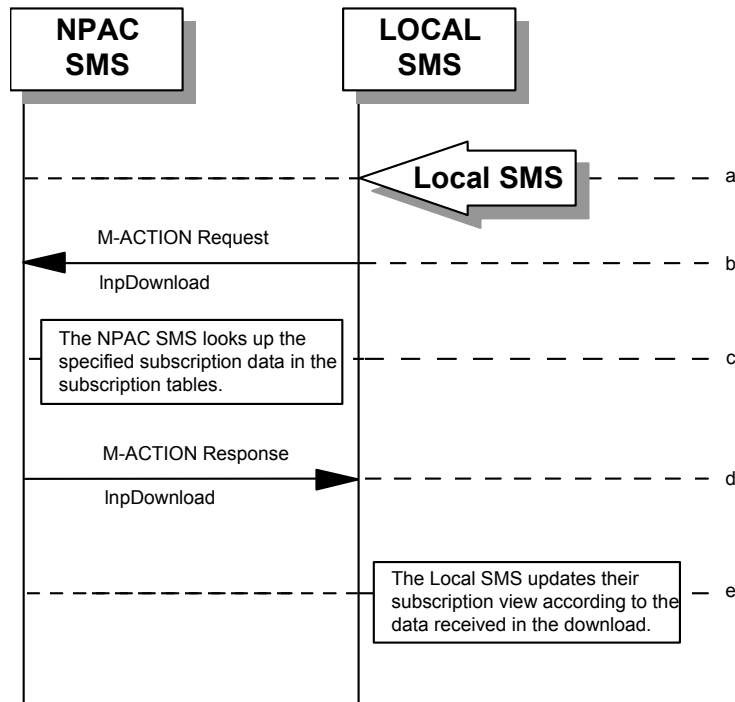 NPAC
SMS
LOCAL
SMS
Local SMS
a
M-ACTION Request
b
lnpDownload
The NPAC SMS looks up the
specified subscription data in the
subscription tables.
c
M-ACTION Response
d
lnpDownload
The Local SMS updates their
subscription view according to the
data received in the download.
e